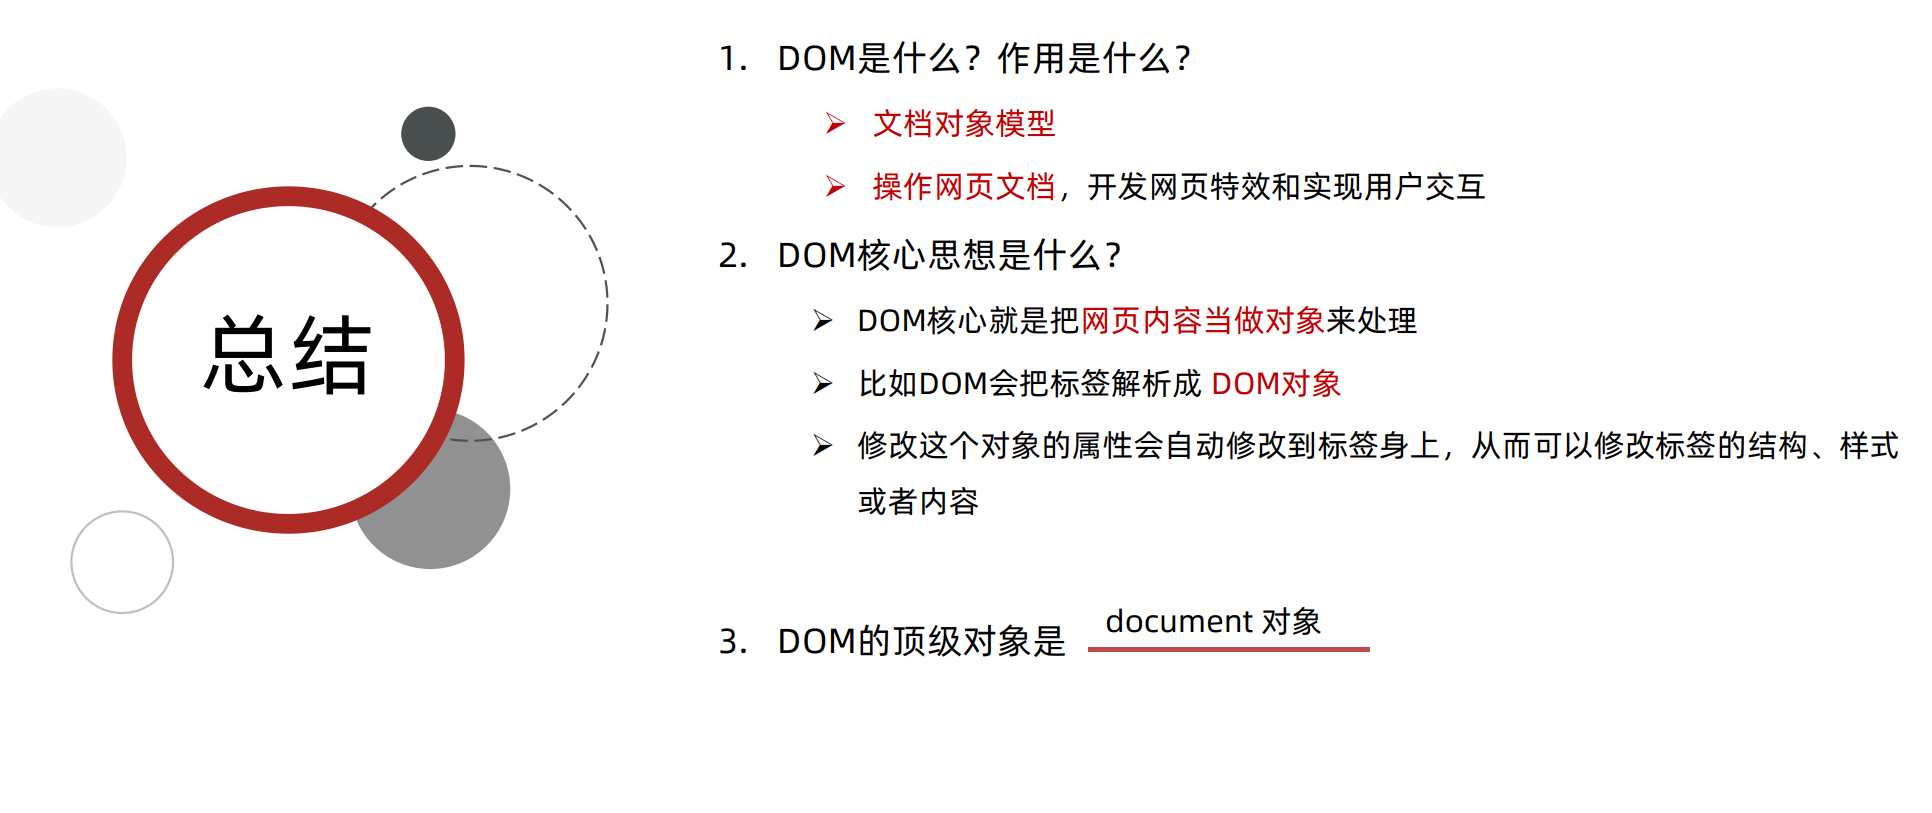 总结
1. DOM是什么？作用是什么？
➢ 文档对象模型
➢ 操作网页文档，开发网页特效和实现用户交互
2. DOM核心思想是什么？
➢ DOM核心就是把网页内容当做对象来处理
➢ 比如DOM会把标签解析成 DOM对象
➢ 修改这个对象的属性会自动修改到标签身上，从而可以修改标签的结构、样式
或者内容
3. DOM的顶级对象是 document 对象